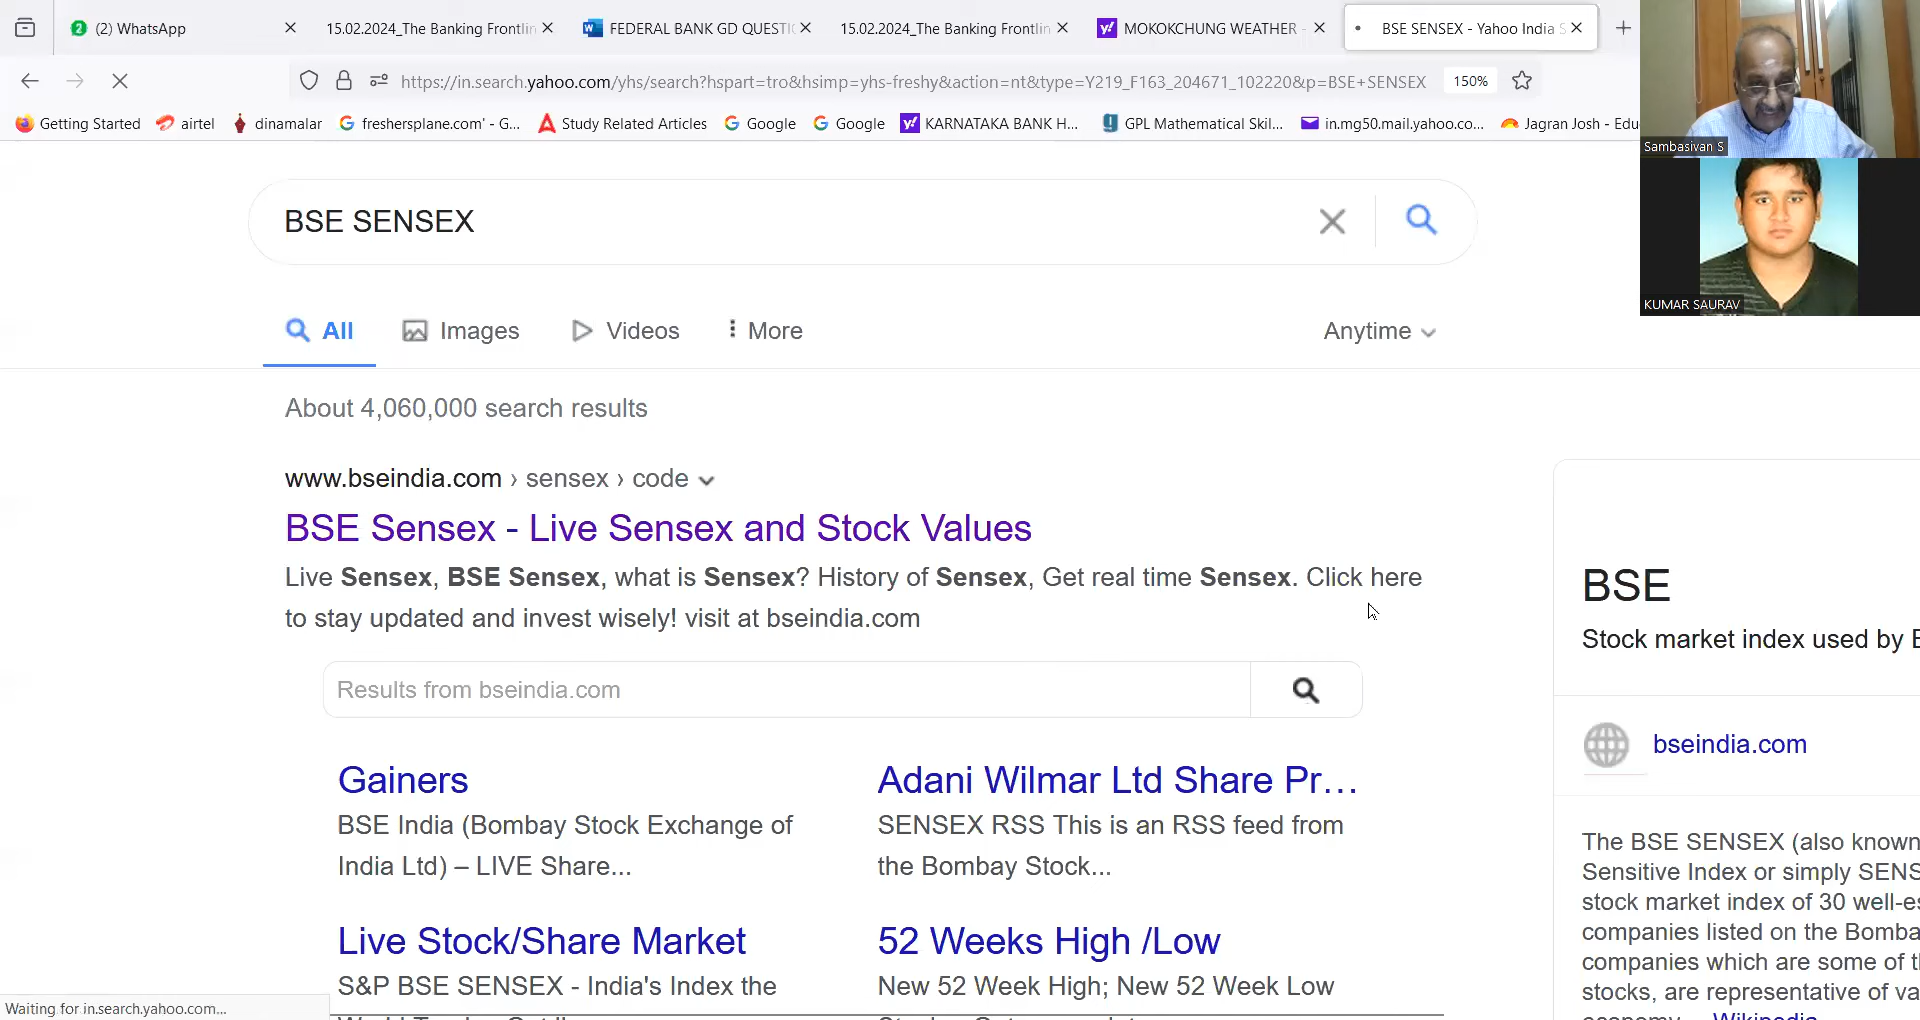 (2) WhatsApp
15.02.2024_The Banking Frontlin
FEDERAL BANK GD QUESTIC
15.02.2024_The Banking Frontlin
MOKOKCHUNG WEATHER -
BSE SENSEX - Yahoo India S
https://in.search.yahoo.com/yhs/search?hspart=tro&hsimp=yhs-freshy&action=nt&type=Y219_F163_204671_102220&p=BSE+SENSEX
150%
Getting Started
airtel
dinamalar
freshersplane.com' - G...
Study Related Articles
Google
Google
KARNATAKA BANK H...
GPL Mathematical Skil...
in.mg50.mail.yahoo.co...
Jagran Josh - Edu
Sambasivan S
KUMAR SAURAV
BSE SENSEX
All
Images
Videos
More
Anytime
About 4,060,000 search results
www.bseindia.com › sensex › code
BSE Sensex - Live Sensex and Stock Values
Live Sensex, BSE Sensex, what is Sensex? History of Sensex, Get real time Sensex. Click here
to stay updated and invest wisely! visit at bseindia.com
Results from bseindia.com
Gainers
BSE India (Bombay Stock Exchange of
India Ltd) – LIVE Share...
Adani Wilmar Ltd Share Pr...
SENSEX RSS This is an RSS feed from
the Bombay Stock...
Live Stock/Share Market
S&P BSE SENSEX - India's Index the
52 Weeks High /Low
New 52 Week High; New 52 Week Low
BSE
Stock market index used by
bseindia.com
The BSE SENSEX (also known
Sensitive Index or simply SENS
stock market index of 30 well-es
companies listed on the Bomba
companies which are some of th
stocks, are representative of va
Wikipedia
Waiting for in.search.yahoo.com...